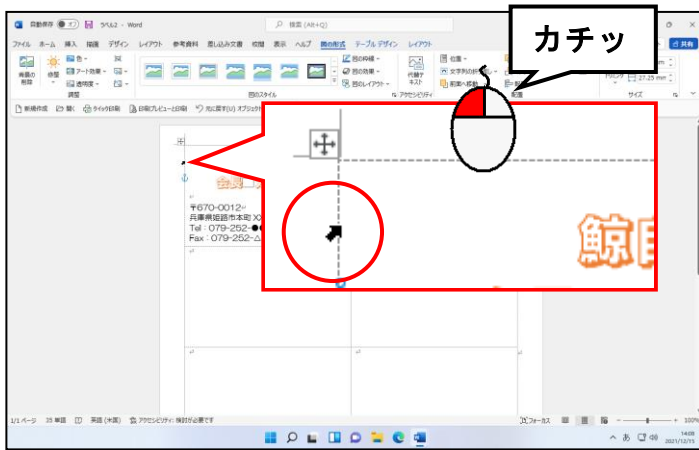 自動保存 オフ ラベル2 - Word 検索 (Alt+Q)
ファイル ホーム 挿入 描画 デザイン レイアウト 参考資料 差し込み文書 校閲 表示 ヘルプ 図の形式 テーブル デザイン レイアウト 共有
背景の削除 修整 色 アート効果 透明度 図の枠線 図の効果 図のレイアウト 代替テキスト 位置 文字列の折 前面へ移動 トリミング 27.25 mm
調整 図のスタイル アクセシビリティ 配置 サイズ
新規作成 開く クイック印刷 印刷プレビューと印刷 元に戻す(U)
カチッ
鯨
〒670-0012
兵庫県姫路市本町 XX
Tel : 079-252-●●
Fax : 079-252-△
1/1 ページ 35 単語 英語 (米国) アクセシビリティ: 検討が必要です フォーカス 100%
あ 14:08
2021/12/15